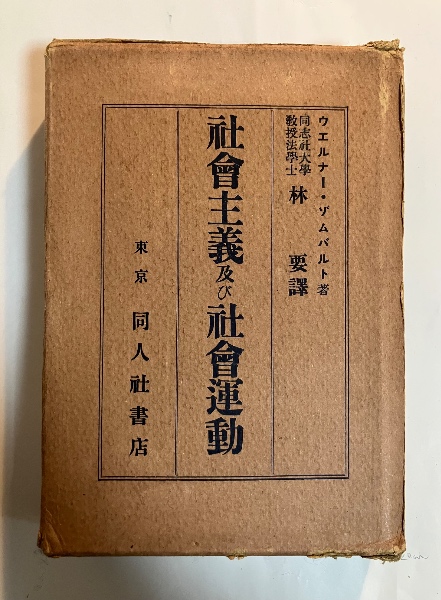 ウエルナー・ゾムバルト著
同志社大學
敎授法學士
林要譯
社會主義及び社會運動
東京 同人社書店